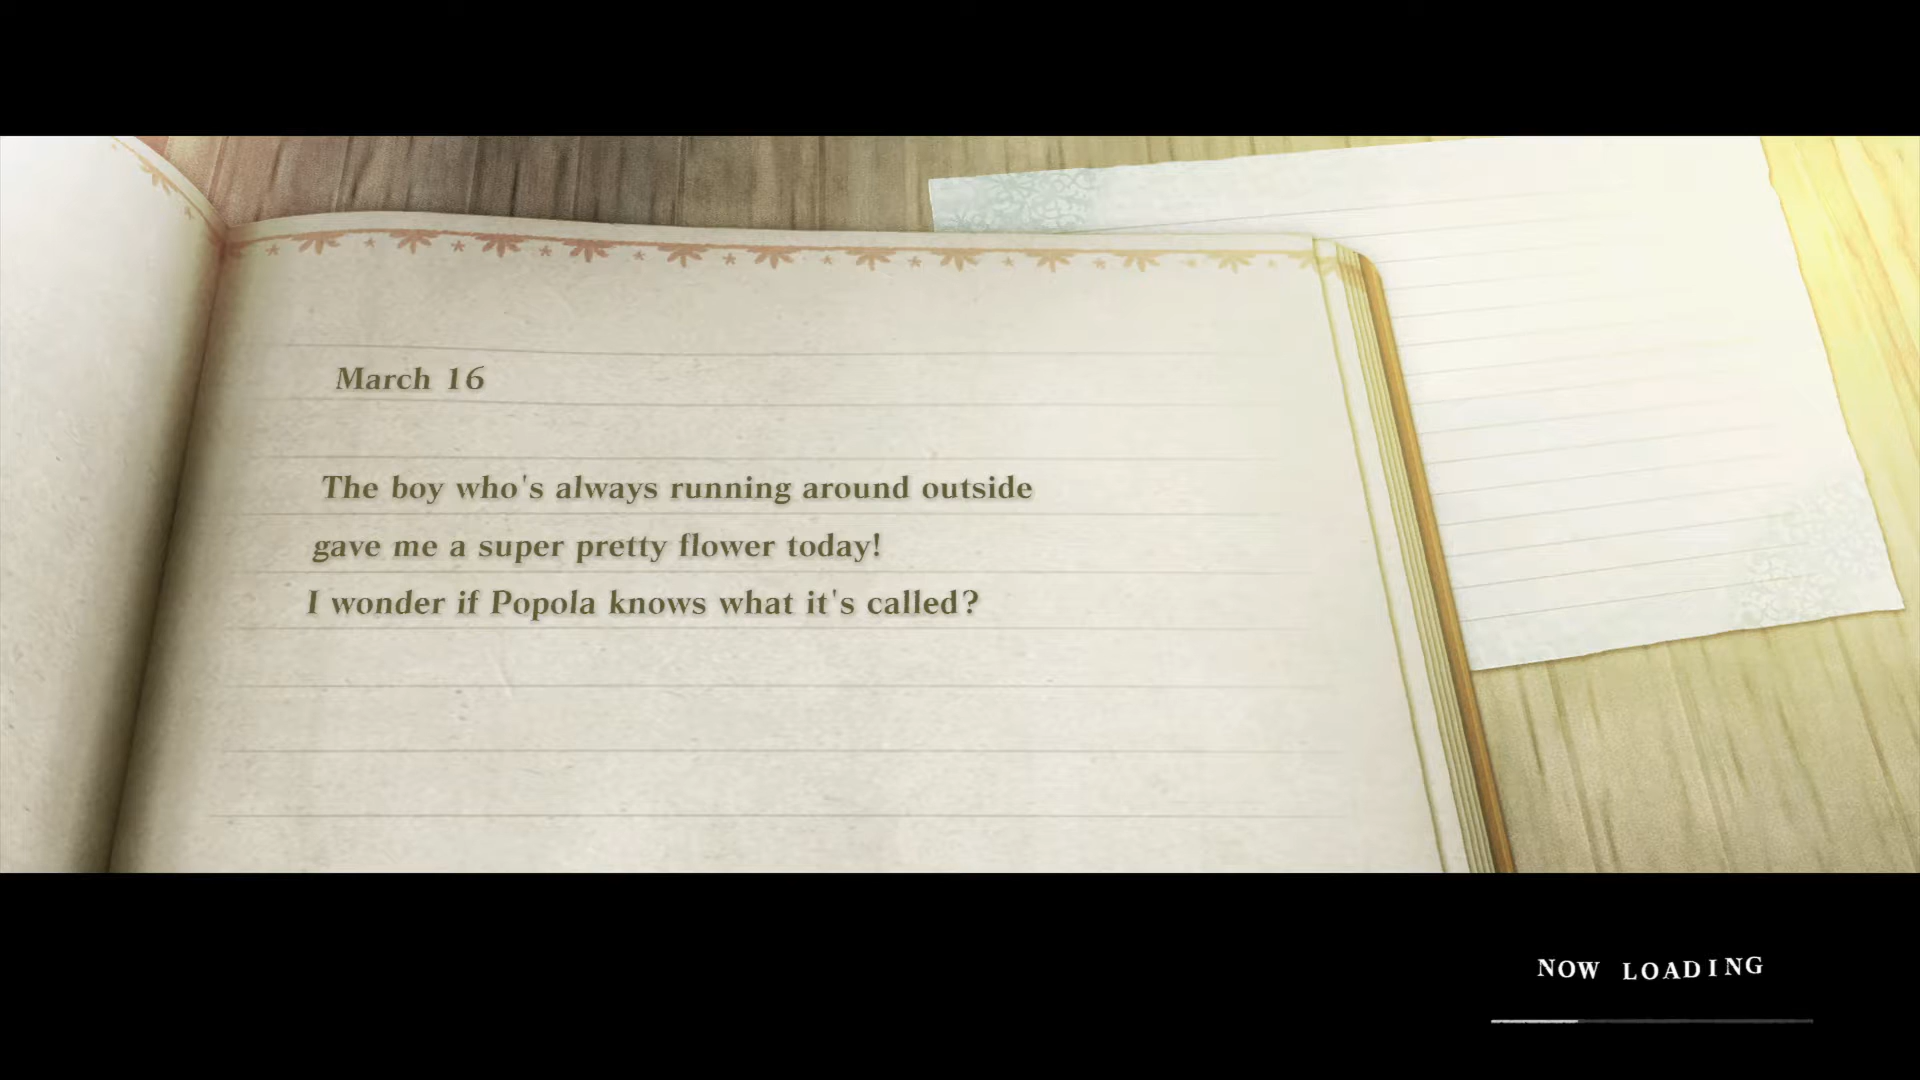 March 16
The boy who's always running around outside
gave me a super pretty flower today!
I wonder if Popola knows what it's called?
NOW LOADING